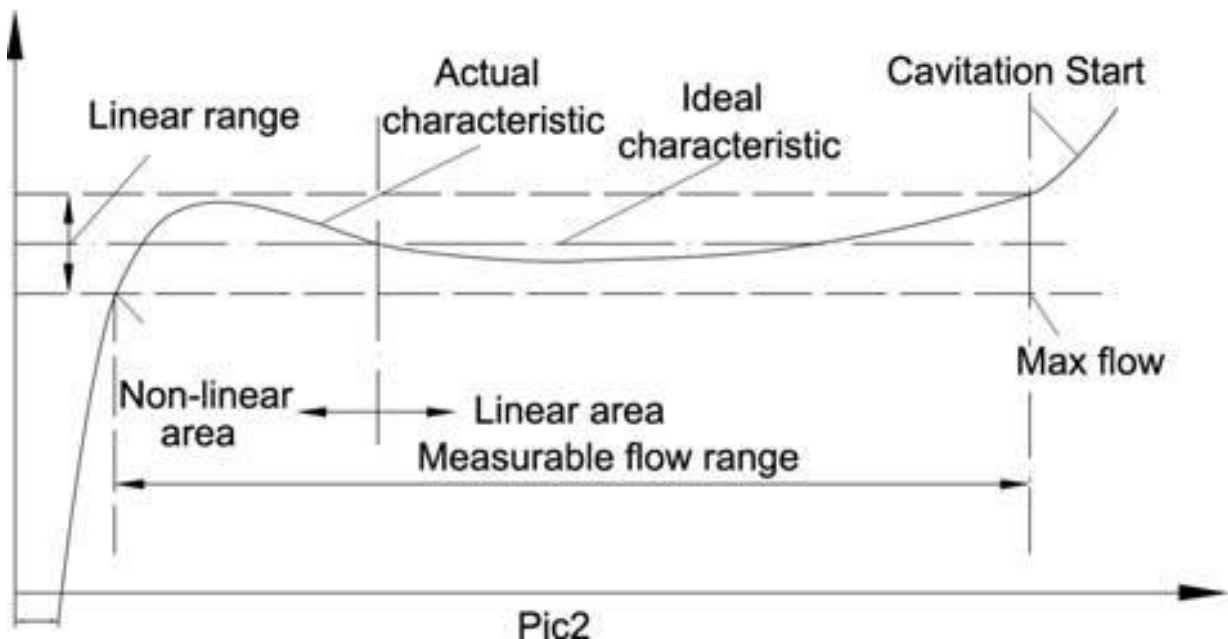 Cavitation Start
Actual
characteristic
Ideal
characteristic
Linear range
Max flow
Non-linear
area
Linear area
Measurable flow range
Pic2